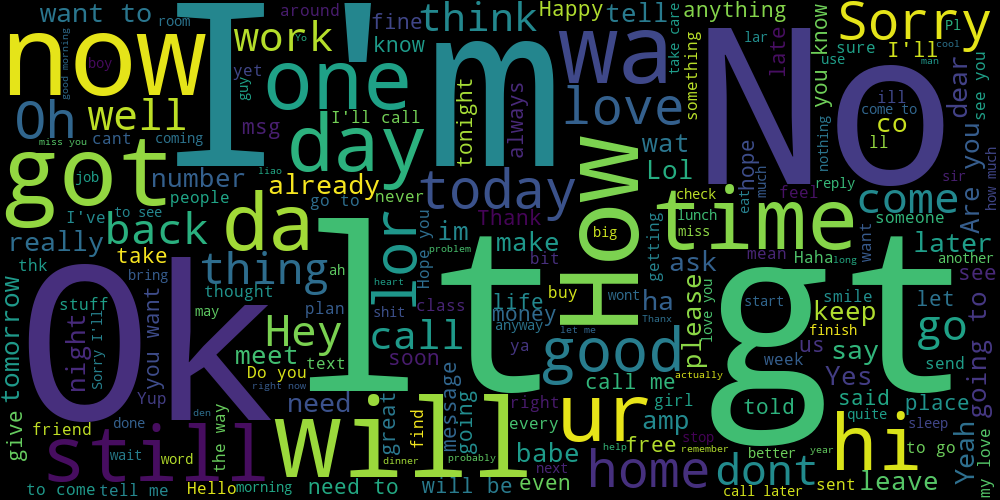 want to
room
good morning
now
boy
Oh
well
miss you
got
job
I'm
work
guy
yet
msg
cant
coming
number
people
around
Yo
fine
know
one
I'll call
day
already
liao
go to
never
think
tell
Happy
anything
take care
something
tonight
always
wa
love
wat
Lol
today
Thank
im
make
bit
No
lar
late
use
you know
sure
I'll
nothing
Sorry
Pl
cool
man
ill
come to
co
ll
dear
see you
Are you
how much
sir
hope
eat
much
feel
reply
come
someone
check
lunch
miss
big
time
mean
Haha
long
want
later
another
see
I've
to see
back
really
take
thk
bring
thought
may
da
thing
ah
plan
lor
Hope you
problem
heart
shit
class
How
getting
ask
ha
please
love you
life
money
buy
wont
anyway
let me
Thanx
gt
start
smile
keep
finish
let
go
going to
us
week
say
send
tomorrow
stuff
Ok
night
Sorry I'll
you want
Yup
Hey
meet
text
Do you
right now
call
soon
ya
lt
good
call me
actually
girl
told
Yes
said
place
quite
sleep
give
friend
done
wait
word
still
den
the way
need
great
find
message
going
right
every
ur
amp
free
stop
remember
help
better
year
hi
to go
Yeah
my love
to come
tell me
Hello
morning
will
need to
dinner
probably
will be
babe
even
next
home
dont
call later
sent
leave